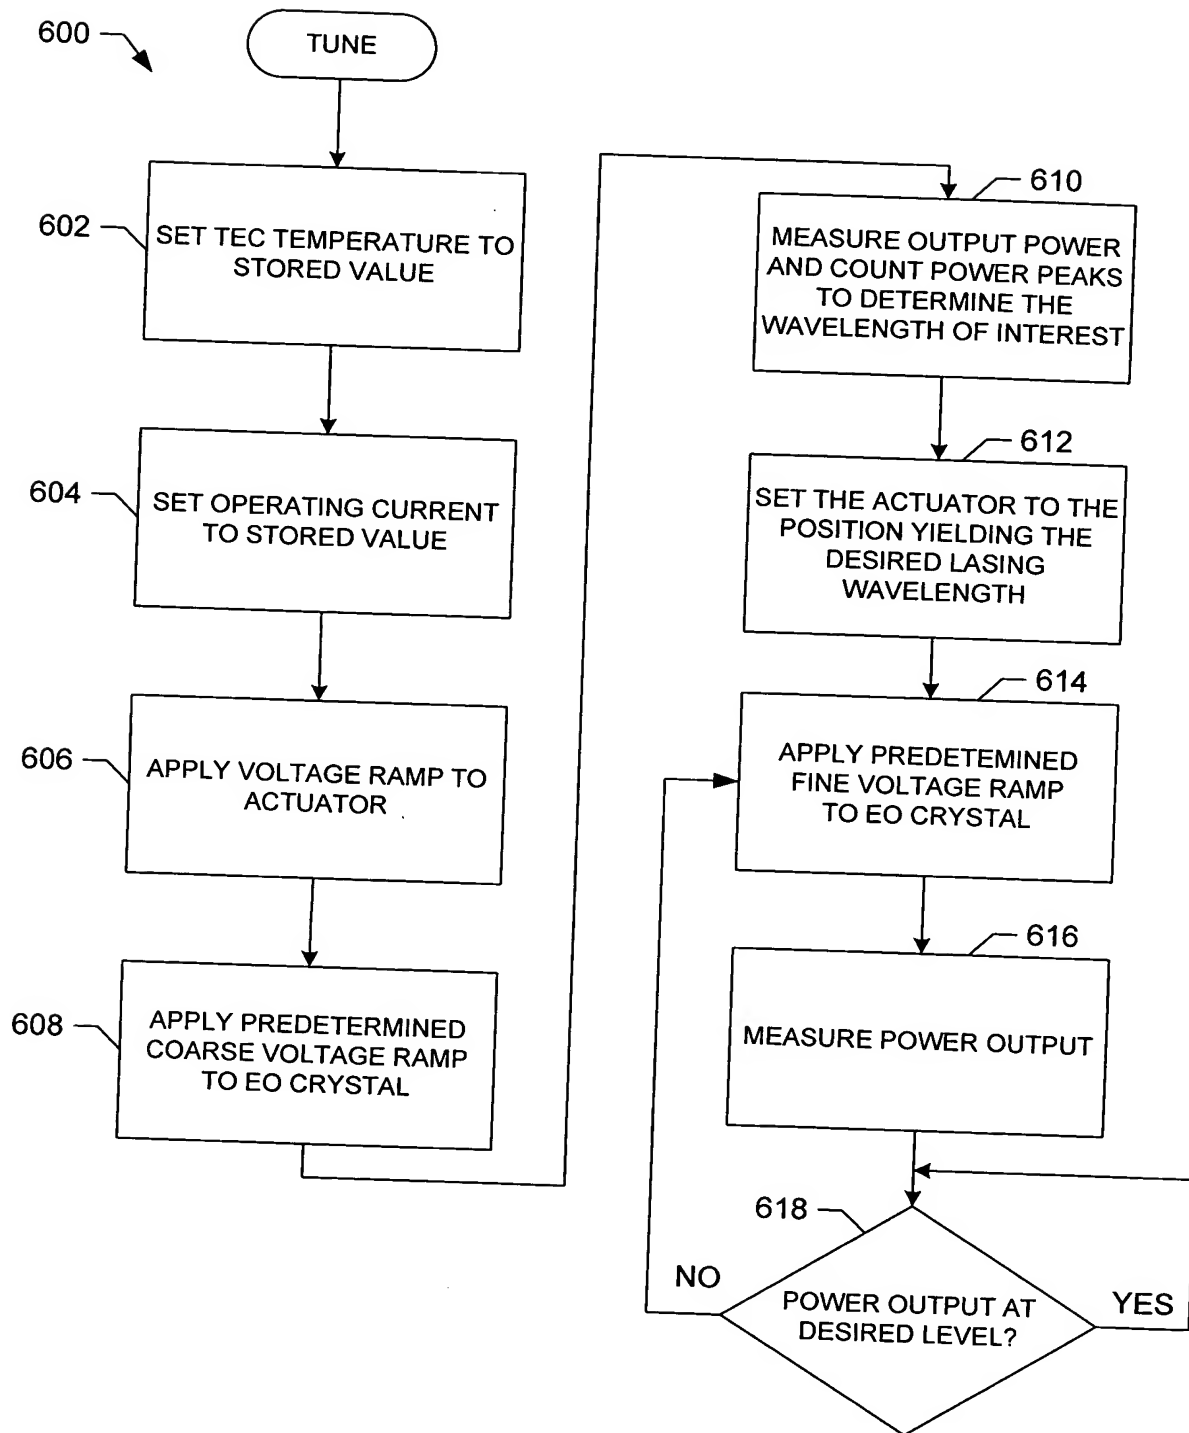 600
TUNE
602
SET TEC TEMPERATURE TO
STORED VALUE
604
SET OPERATING CURRENT
TO STORED VALUE
606
APPLY VOLTAGE RAMP TO
ACTUATOR
608
APPLY PREDETERMINED
COARSE VOLTAGE RAMP
TO EO CRYSTAL
610
MEASURE OUTPUT POWER
AND COUNT POWER PEAKS
TO DETERMINE THE
WAVELENGTH OF INTEREST
612
SET THE ACTUATOR TO THE
POSITION YIELDING THE
DESIRED LASING
WAVELENGTH
614
APPLY PREDETEMINED
FINE VOLTAGE RAMP
TO EO CRYSTAL
616
MEASURE POWER OUTPUT
618
POWER OUTPUT AT
DESIRED LEVEL?
NO
YES